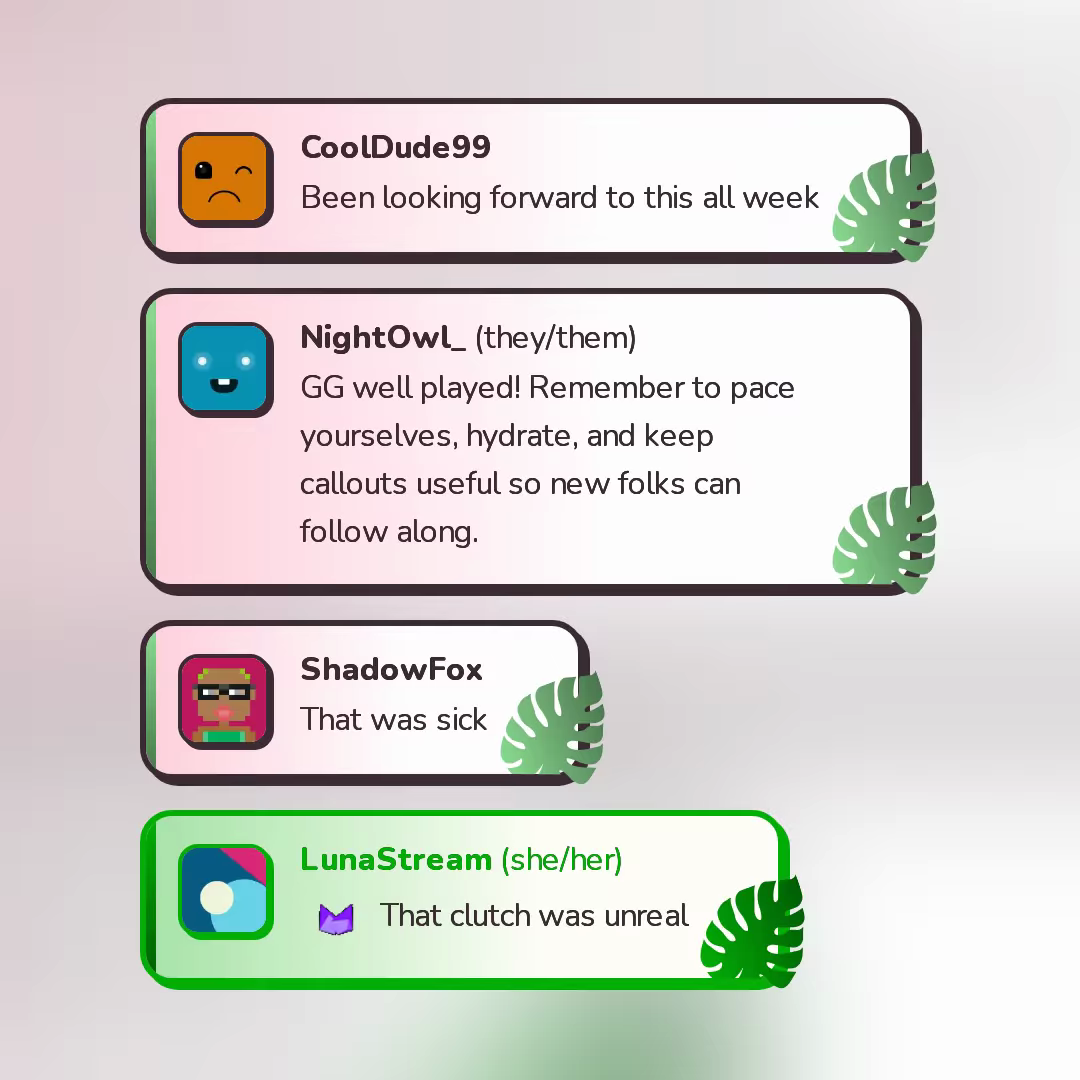 CoolDude99
Been looking forward to this all week
NightOwl_ (they/them)
GG well played! Remember to pace
yourselves, hydrate, and keep
callouts useful so new folks can
follow along.
ShadowFox
That was sick
LunaStream (she/her)
That clutch was unreal